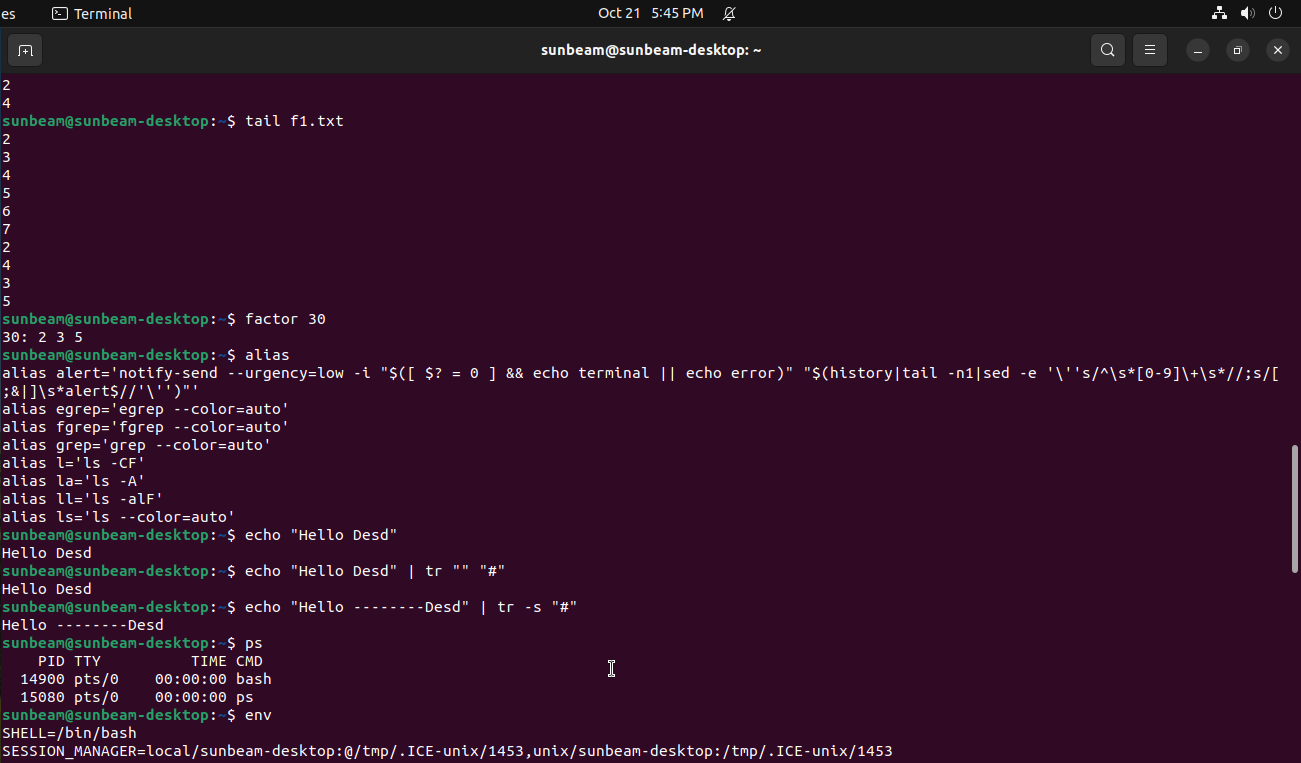 es
Terminal
Oct 21 5:45 PM
sunbeam@sunbeam-desktop: ~
2
4
sunbeam@sunbeam-desktop:~$ tail f1.txt
2
3
4
5
6
7
2
4
3
5
sunbeam@sunbeam-desktop:~$ factor 30
30: 2 3 5
sunbeam@sunbeam-desktop:~$ alias
alias alert='notify-send --urgency=low -i "$([ $? = 0 ] && echo terminal || echo error)" "$(history|tail -n1|sed -e '\''s/^\s*[0-9]\+\s*//;s/[
;&|]\s*alert$//'\'')"'
alias egrep='egrep --color=auto'
alias fgrep='fgrep --color=auto'
alias grep='grep --color=auto'
alias l='ls -CF'
alias la='ls -A'
alias ll='ls -alF'
alias ls='ls --color=auto'
sunbeam@sunbeam-desktop:~$ echo "Hello Desd"
Hello Desd
sunbeam@sunbeam-desktop:~$ echo "Hello Desd" | tr "" "#"
Hello Desd
sunbeam@sunbeam-desktop:~$ echo "Hello --------Desd" | tr -s "#"
Hello --------Desd
sunbeam@sunbeam-desktop:~$ ps
    PID TTY          TIME CMD
  14900 pts/0    00:00:00 bash
  15080 pts/0    00:00:00 ps
sunbeam@sunbeam-desktop:~$ env
SHELL=/bin/bash
SESSION_MANAGER=local/sunbeam-desktop:@/tmp/.ICE-unix/1453,unix/sunbeam-desktop:/tmp/.ICE-unix/1453